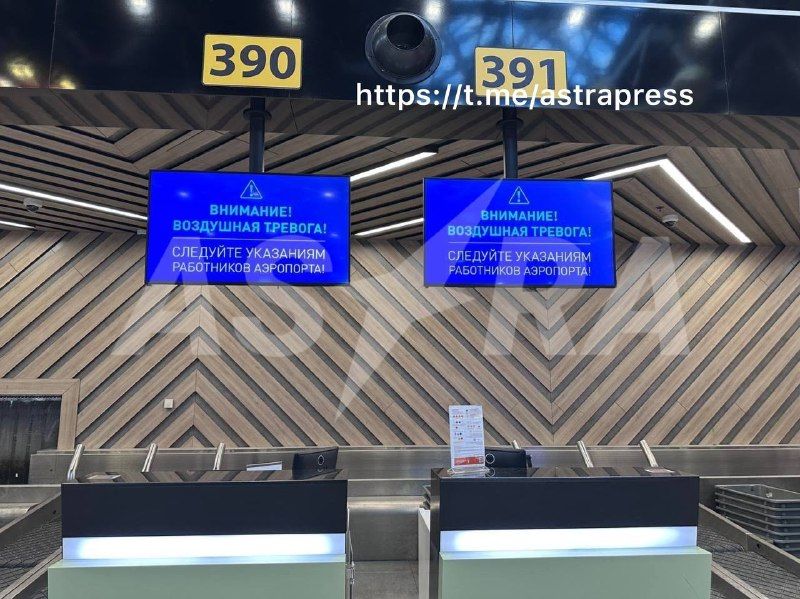 390
391
https://t.me/astrapress
ВНИМАНИЕ!
ВОЗДУШНАЯ ТРЕВОГА!
СЛЕДУЙТЕ УКАЗАНИЯМ
РАБОТНИКОВ АЭРОПОРТА!
ВНИМАНИЕ!
ВОЗДУШНАЯ ТРЕВОГА!
СЛЕДУЙТЕ УКАЗАНИЯМ
РАБОТНИКОВ АЭРОПОРТА!
ASTRA